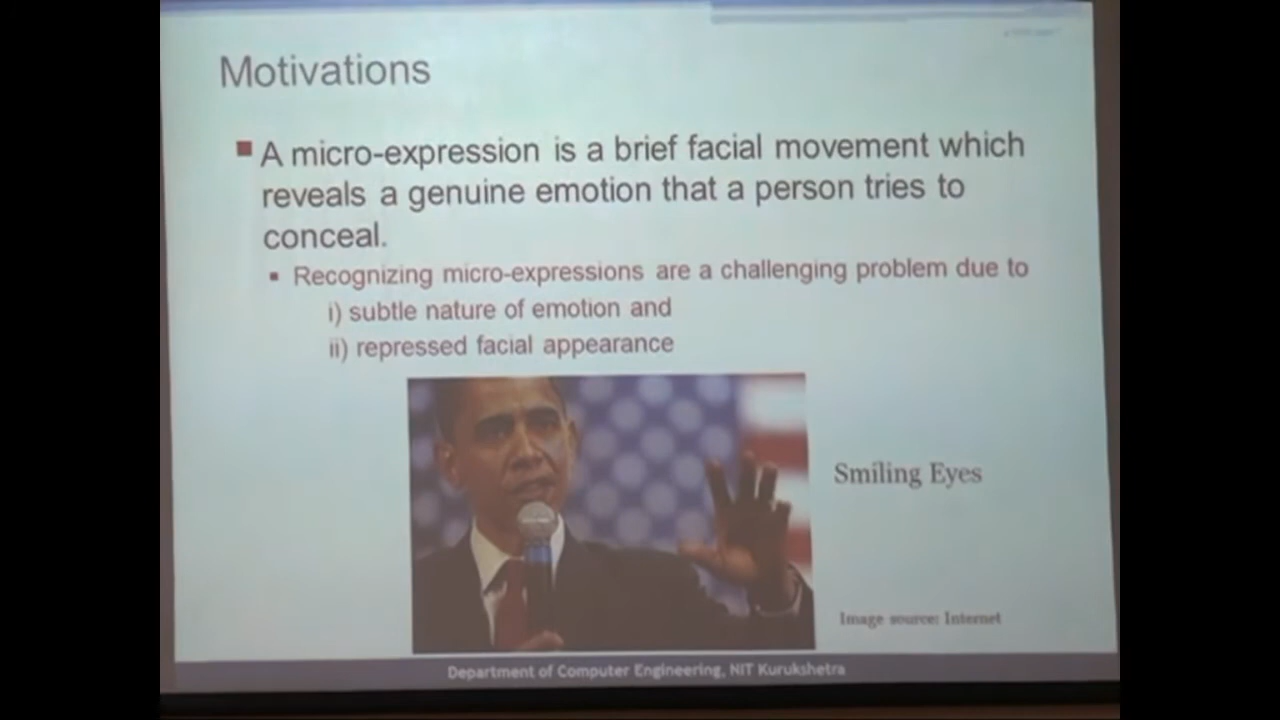 Motivations
A micro-expression is a brief facial movement which
reveals a genuine emotion that a person tries to
conceal.
Recognizing micro-expressions are a challenging problem due to
i) subtle nature of emotion and
ii) repressed facial appearance
Smiling Eyes
Image source: Internet
Department of Computer Engineering, NIT Kurukshetra